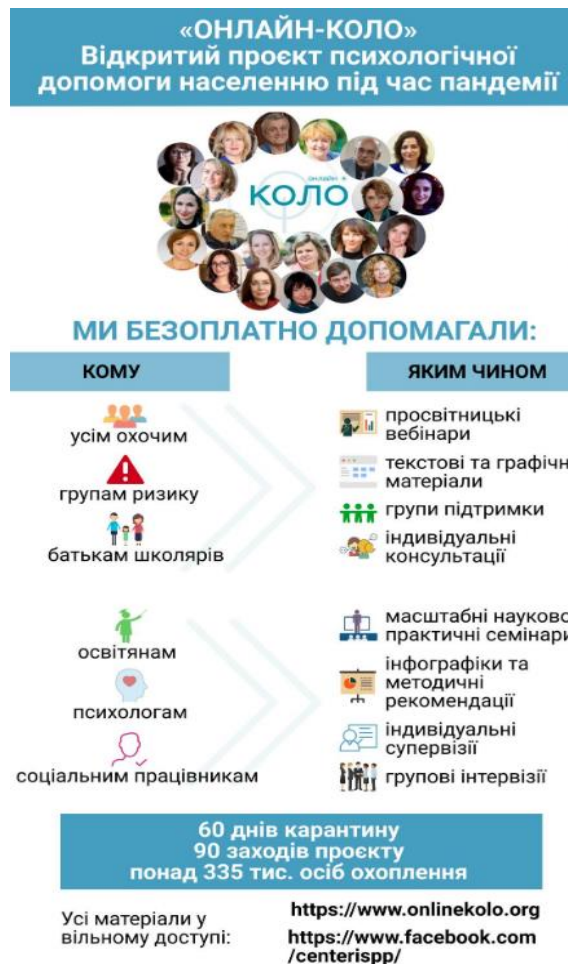 «ОНЛАЙН-КОЛО»
Відкритий проєкт психологічної
допомоги населенню під час пандемії
ОНЛАЙН
КОЛО
МИ БЕЗОПЛАТНО ДОПОМАГАЛИ:
КОМУ
усім охочим
групам ризику
батькам школярів
ЯКИМ ЧИНОМ
просвітницькі
вебінари
текстові та графічн
матеріали
групи підтримки
індивідуальні
консультації
освітянам
психологам
соціальним працівникам
масштабні науково
практичні семінари
інфографіки та
методичні
рекомендації
індивідуальні
супервізії
групові інтервізії
60 днів карантину
90 заходів проєкту
понад 335 тис. осіб охоплення
Усі матеріали у
вільному доступі:
https://www.onlinekolo.org
https://www.facebook.com
/centerispp/